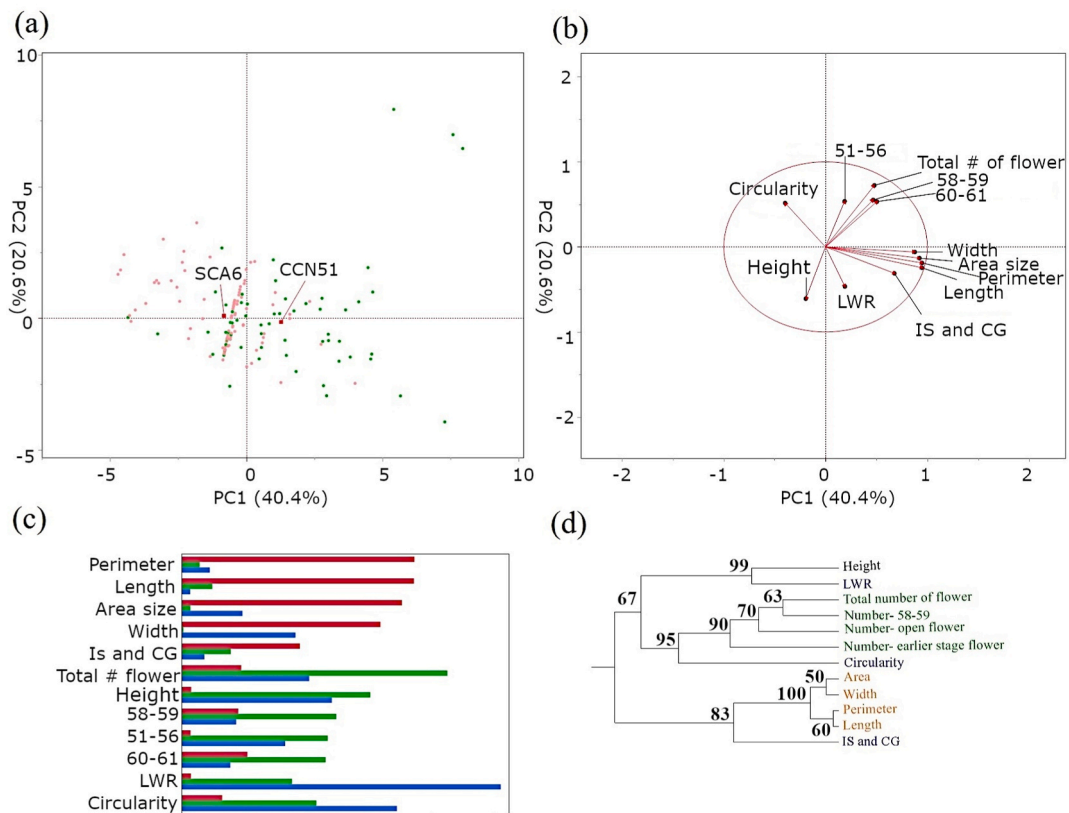 (a)
10
5
0
-5
PC2 (20.6%)
SCA6
CCN51
-5
0
5
10
PC1 (40.4%)
(b)
2
1
0
-1
-2
PC2 (20.6%)
51-56
Total # of flower
58-59
60-61
Circularity
Width
Area size
Perimeter
Length
Height
LWR
IS and CG
-2
-1
0
1
2
PC1 (40.4%)
(c)
Perimeter
Length
Area size
Width
Is and CG
Total # flower
Height
58-59
51-56
60-61
LWR
Circularity
(d)
99
Height
LWR
67
63
Total number of flower
70
Number- 58-59
90
Number- open flower
95
Number- earlier stage flower
Circularity
50
Area
100
Width
83
Perimeter
60
Length
IS and CG